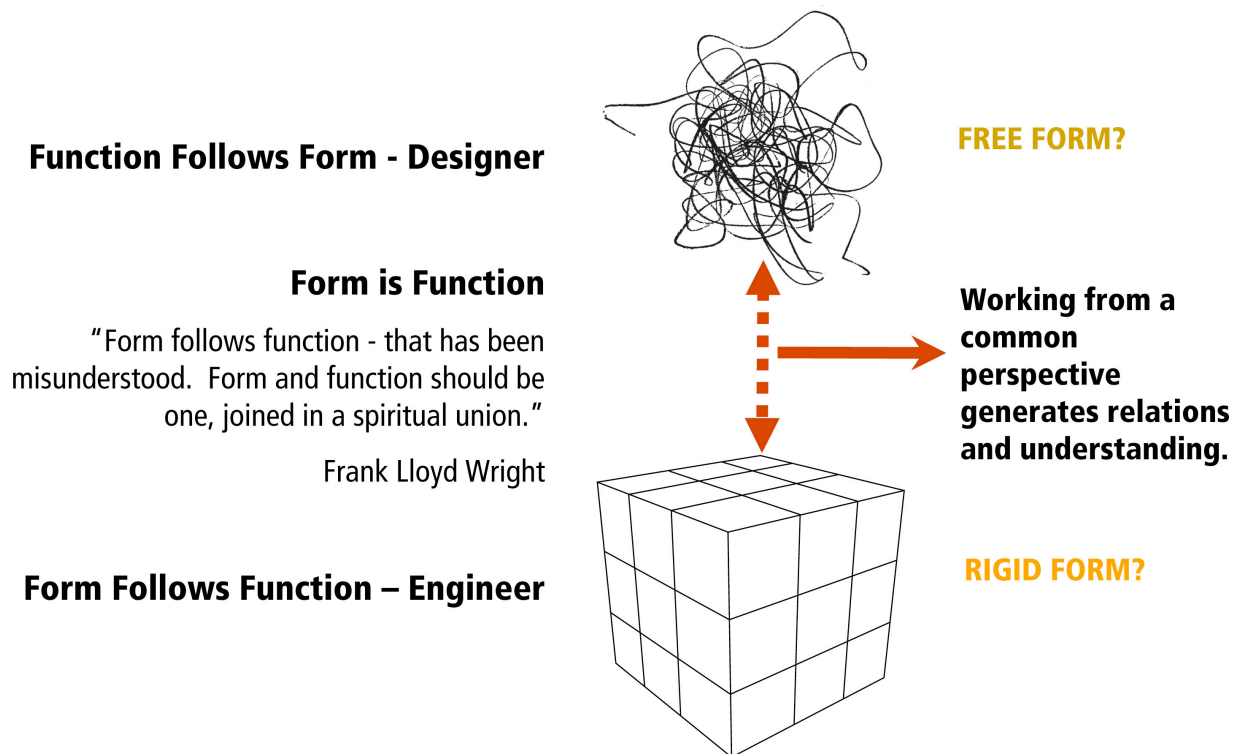 Function Follows Form - Designer
FREE FORM?
Form is Function
"Form follows function - that has been
misunderstood.  Form and function should be
one, joined in a spiritual union."
Frank Lloyd Wright
Working from a
common
perspective
generates relations
and understanding.
Form Follows Function – Engineer
RIGID FORM?